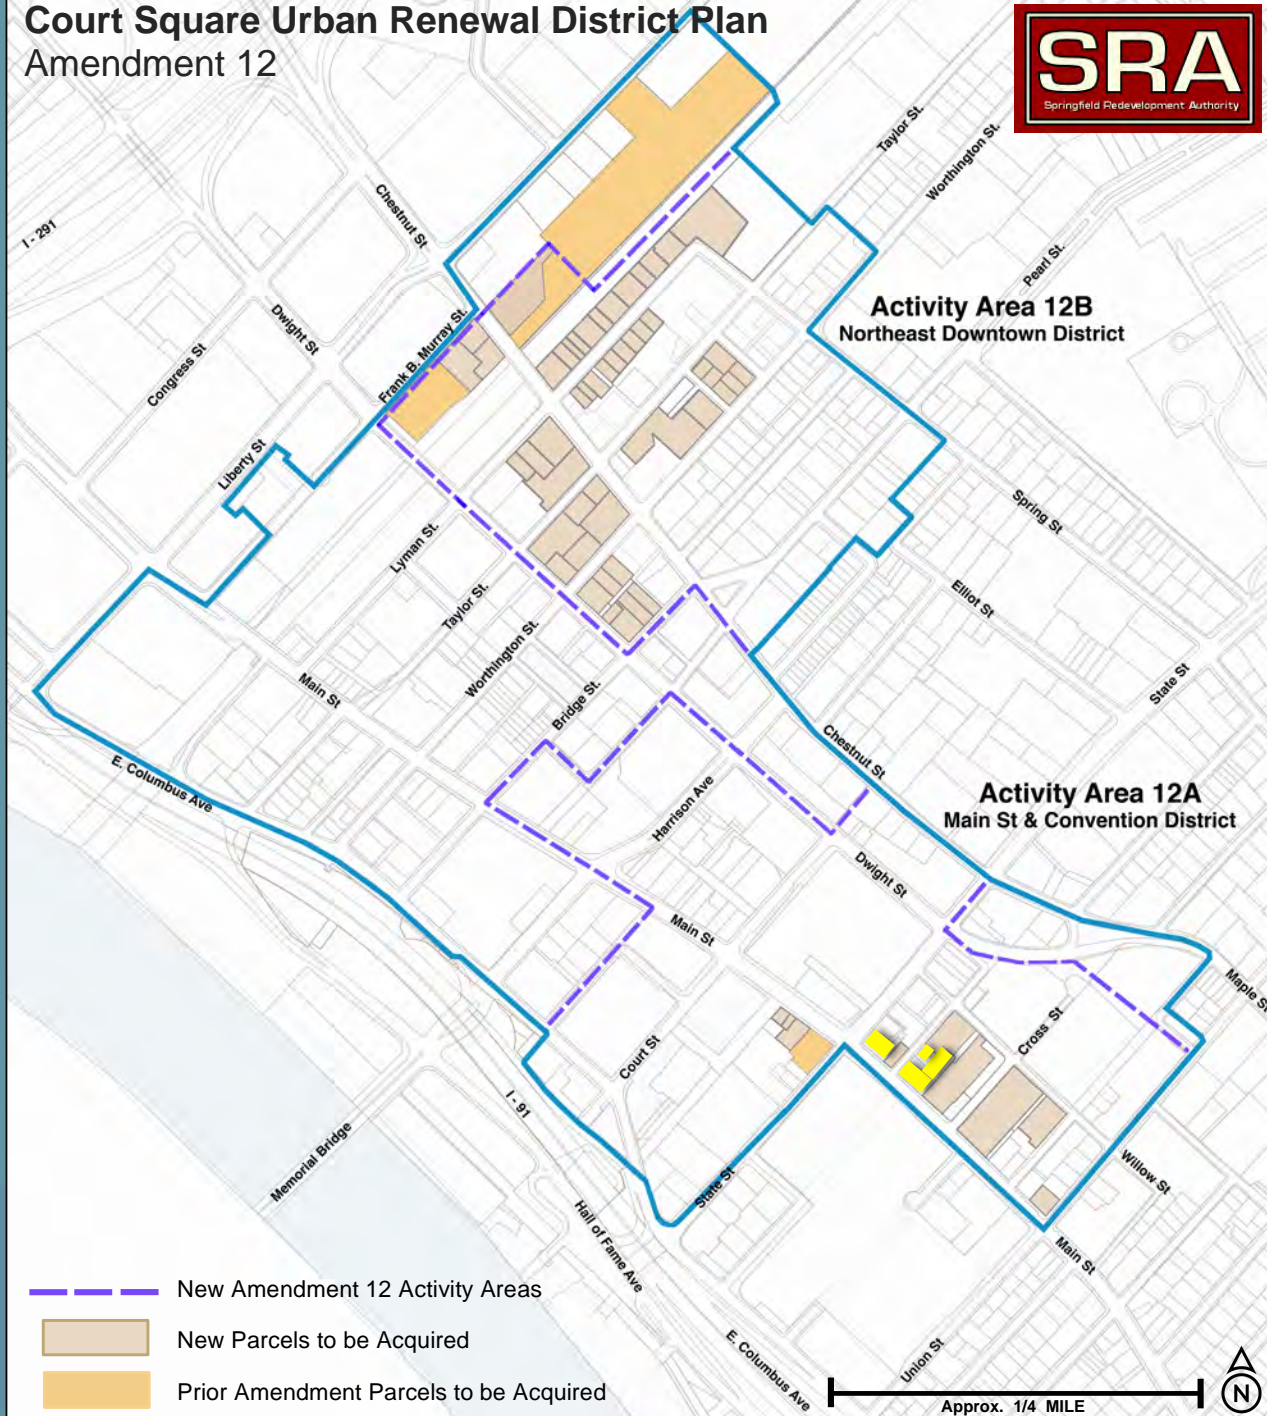 Court Square Urban Renewal District Plan
Amendment 12
SRA
Springfield Redevelopment Authority
Taylor St.
Worthington St.
Pearl St.
I - 291
Chestnut St
Dwight St
Congress St
Frank B. Murray St.
Liberty St
Activity Area 12B
Northeast Downtown District
Spring St
Elliot St
State St
Lyman St.
Taylor St.
Worthington St.
Bridge St.
Main St
E. Columbus Ave
Chestnut St
Harrison Ave
Activity Area 12A
Main St & Convention District
Dwight St
Main St
Maple St
Cross St
Court St
I - 91
Memorial Bridge
State St
Willow St
Hall of Fame Ave
Main St
Union St
E. Columbus Ave
New Amendment 12 Activity Areas
New Parcels to be Acquired
Prior Amendment Parcels to be Acquired
Approx. 1/4 MILE
N